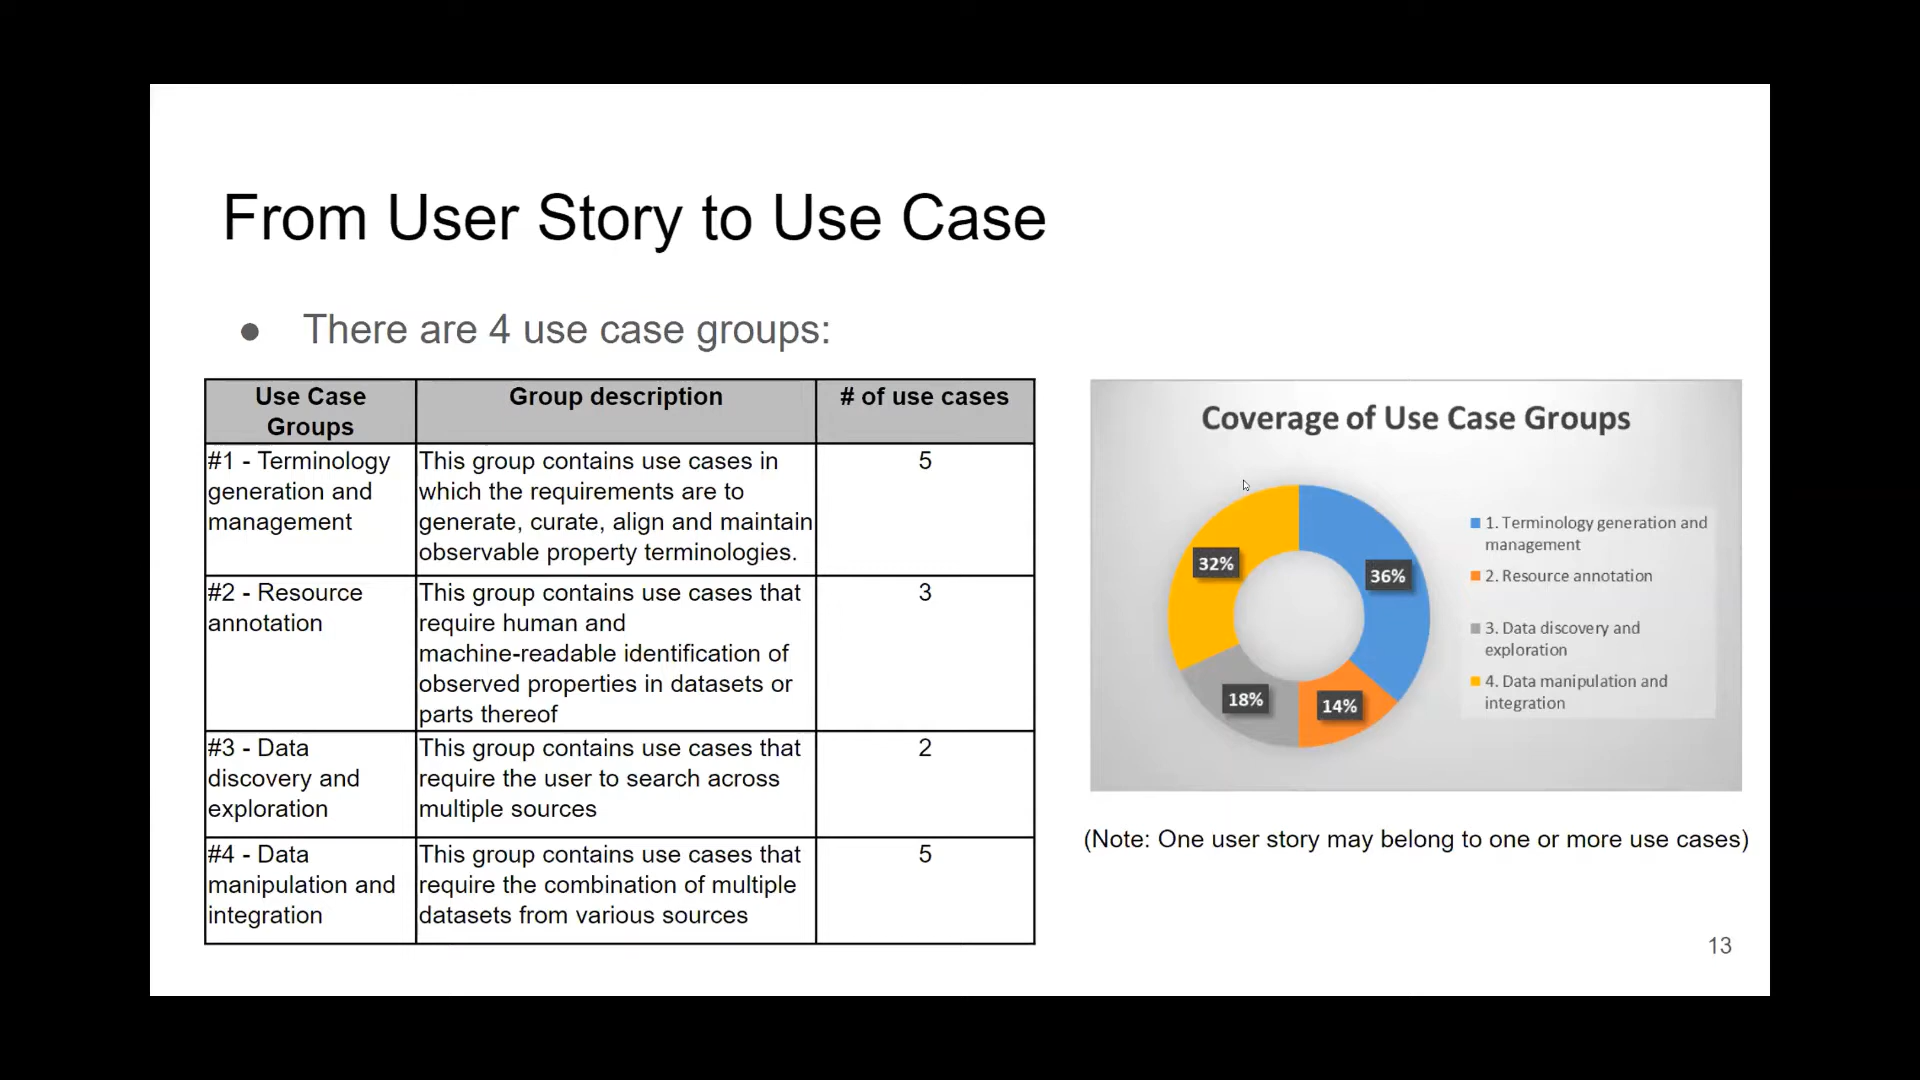 From User Story to Use Case
● There are 4 use case groups:
Use Case
Groups
Group description
# of use cases
#1 - Terminology
generation and
management
This group contains use cases in
which the requirements are to
generate, curate, align and maintain
observable property terminologies.
5
#2 - Resource
annotation
This group contains use cases that
require human and
machine-readable identification of
observed properties in datasets or
parts thereof
3
#3 - Data
discovery and
exploration
This group contains use cases that
require the user to search across
multiple sources
2
#4 - Data
manipulation and
integration
This group contains use cases that
require the combination of multiple
datasets from various sources
5
Coverage of Use Case Groups
32%
36%
18%
14%
1. Terminology generation and
management
2. Resource annotation
3. Data discovery and
exploration
4. Data manipulation and
integration
(Note: One user story may belong to one or more use cases)
13